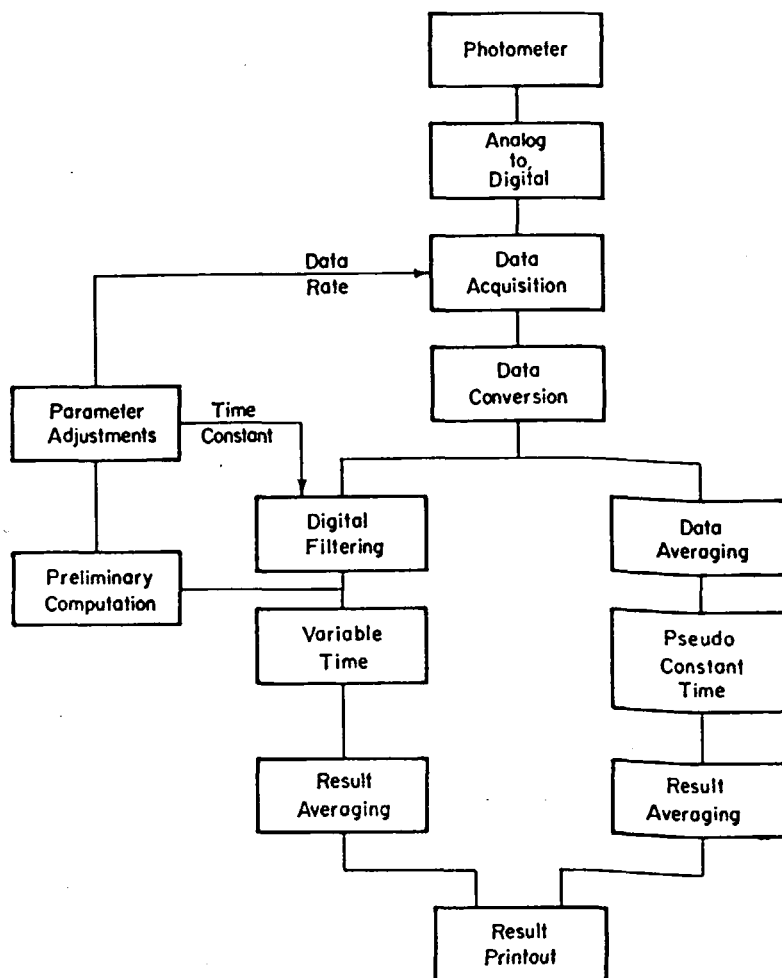 Photometer
Analog
to
Digital
Data
Rate
Data
Acquisition
Data
Conversion
Parameter
Adjustments
Time
Constant
Digital
Filtering
Data
Averaging
Preliminary
Computation
Variable
Time
Pseudo
Constant
Time
Result
Averaging
Result
Averaging
Result
Printout